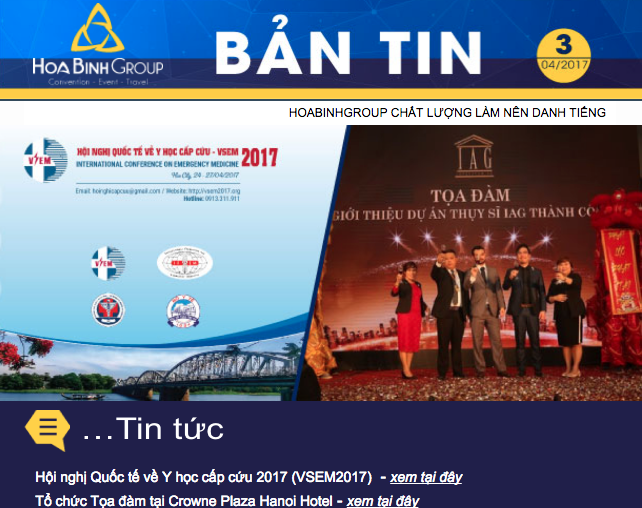 HOA BINH GROUP
Convention - Event - Travel
BẢN TIN
3
04/2017
HOABINHGROUP CHẤT LƯỢNG LÀM NÊN DANH TIẾNG
VSEM
HỘI NGHỊ QUỐC TẾ VỀ Y HỌC CẤP CỨU - VSEM 2017
INTERNATIONAL CONFERENCE ON EMERGENCY MEDICINE
Hue City, 24 - 27/04/2017
Email: hoinghicapcuu@gmail.com / Website: http://vsem2017.org
Hotline: 0913.311.911
VSEM
IAG
TỌA ĐÀM
GIỚI THIỆU DỰ ÁN THỤY SĨ IAG THÀNH CÔ
...Tin tức
Hội nghị Quốc tế về Y học cấp cứu 2017 (VSEM2017) - xem tại đây
Tổ chức Tọa đàm tại Crowne Plaza Hanoi Hotel - xem tại đây